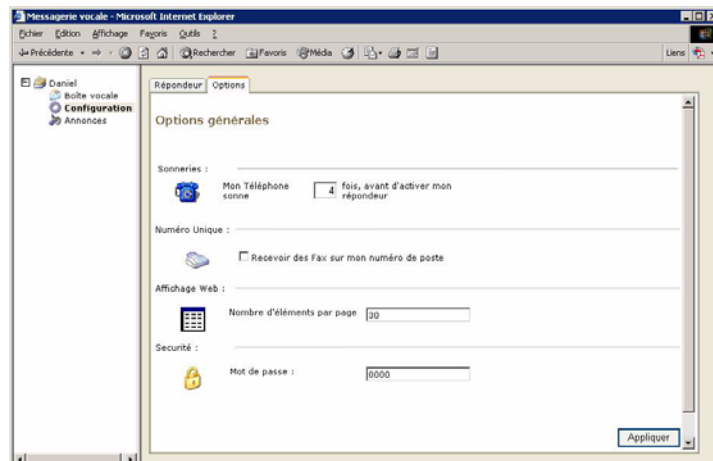 Messagerie vocale - Microsoft Internet Explorer
Fichier Edition Affichage Favoris Outils ?
Précédente Rechercher Favoris Média Liens
Daniel
Boîte vocale
Configuration
Annonces
Répondeur Options
Options générales
Sonneries :
Mon Téléphone sonne 4 fois, avant d'activer mon répondeur
Numéro Unique :
Recevoir des Fax sur mon numéro de poste
Affichage Web :
Nombre d'éléments par page 30
Securité :
Mot de passe : 0000
Appliquer